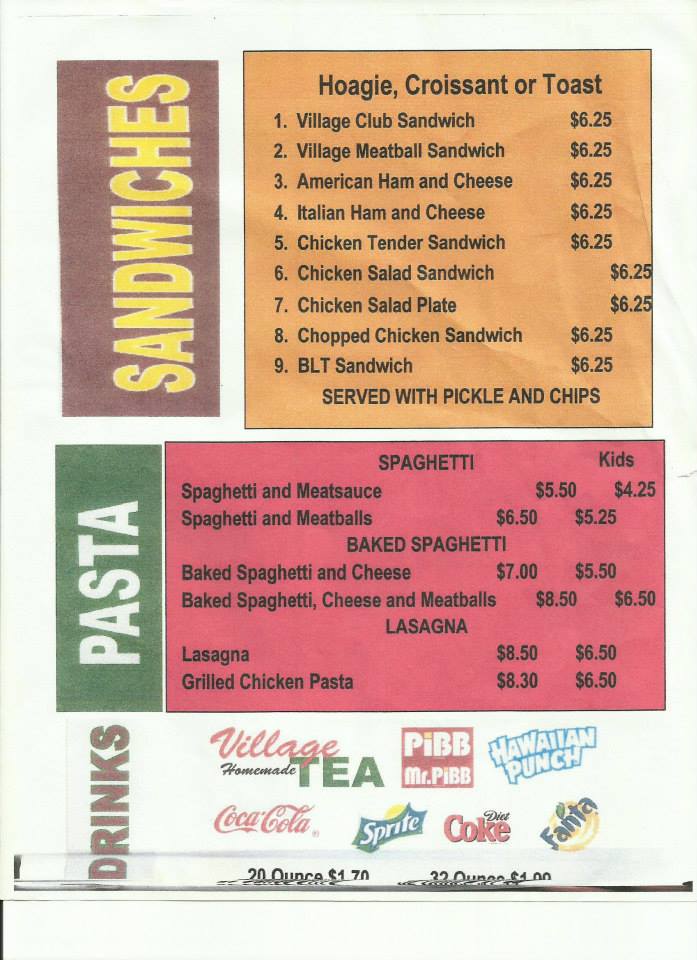 SANDWICHES
Hoagie, Croissant or Toast
1. Village Club Sandwich $6.25
2. Village Meatball Sandwich $6.25
3. American Ham and Cheese $6.25
4. Italian Ham and Cheese $6.25
5. Chicken Tender Sandwich $6.25
6. Chicken Salad Sandwich $6.25
7. Chicken Salad Plate $6.25
8. Chopped Chicken Sandwich $6.25
9. BLT Sandwich $6.25
SERVED WITH PICKLE AND CHIPS
PASTA
SPAGHETTI Kids
Spaghetti and Meatsauce $5.50 $4.25
Spaghetti and Meatballs $6.50 $5.25
BAKED SPAGHETTI
Baked Spaghetti and Cheese $7.00 $5.50
Baked Spaghetti, Cheese and Meatballs $8.50 $6.50
LASAGNA
Lasagna $8.50 $6.50
Grilled Chicken Pasta $8.30 $6.50
DRINKS
Village
Homemade TEA
PiBB
Mr.PiBB
HAWAIIAN
PUNCH
Coca-Cola
Sprite
Diet
Coke
Fanta
20 Ounce $1.70 32 Ounce